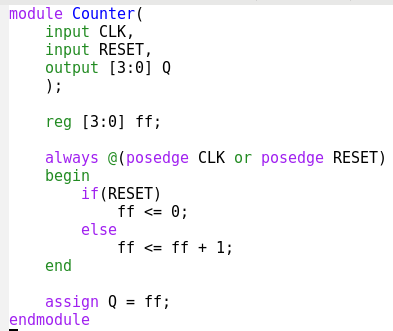 module Counter(
    input CLK,
    input RESET,
    output [3:0] Q
    );

    reg [3:0] ff;

    always @(posedge CLK or posedge RESET)
    begin
        if(RESET)
            ff <= 0;
        else
            ff <= ff + 1;
    end

    assign Q = ff;
endmodule